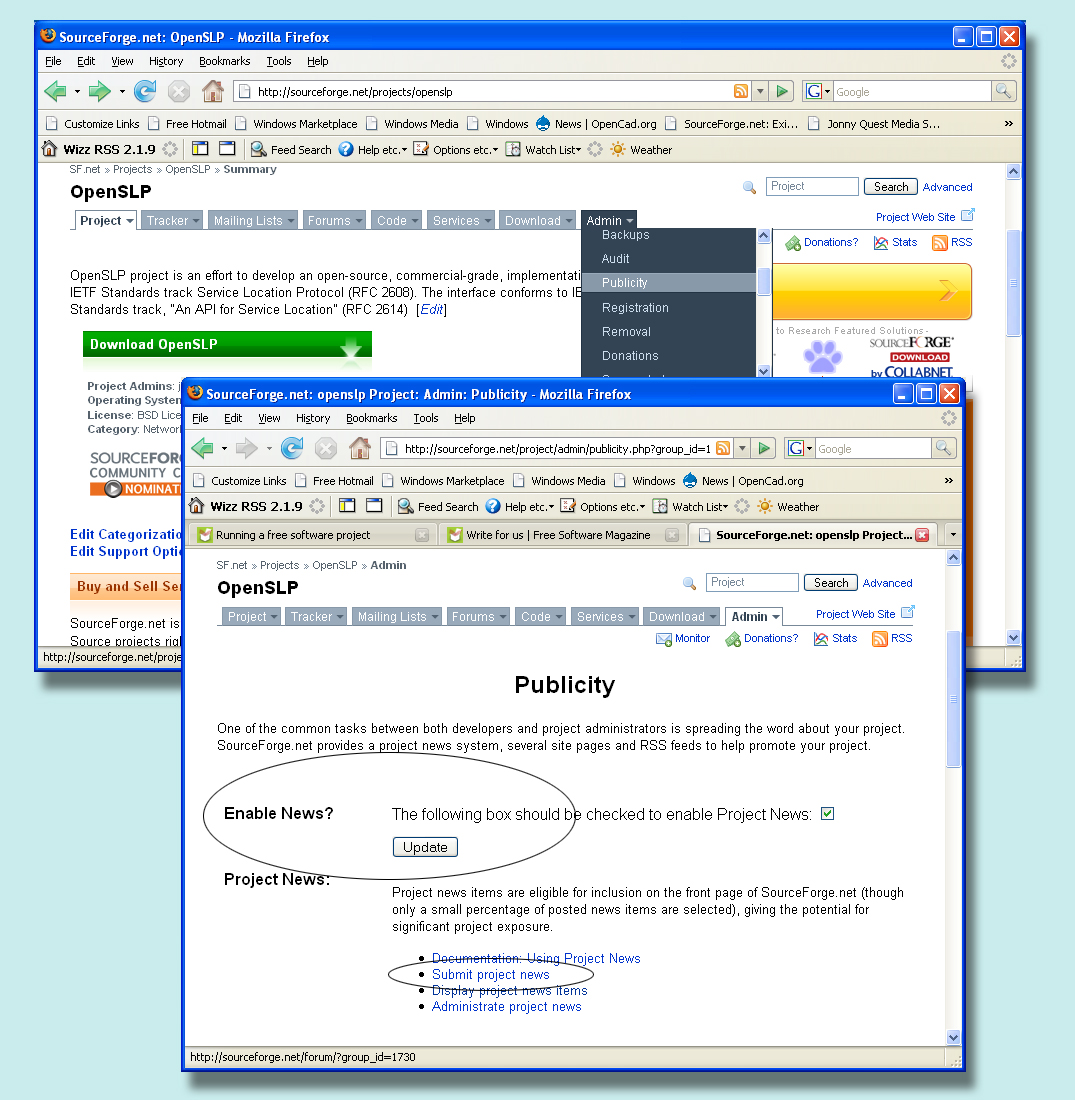 SourceForge.net: OpenSLP - Mozilla Firefox
File Edit View History Bookmarks Tools Help
http://sourceforge.net/projects/openslp
G Google
Customize Links Free Hotmail Windows Marketplace Windows Media Windows News | OpenCad.org SourceForge.net: Exi... Jonny Quest Media S... »
Wizz RSS 2.1.9 Feed Search Help etc. Options etc. Watch List Weather
SF.net » Projects » OpenSLP » Summary
OpenSLP
Project Search Advanced
Project Tracker Mailing Lists Forums Code Services Download Admin
Project Web Site
Donations? Stats RSS
Backups
Audit
Publicity
Registration
Removal
Donations
OpenSLP project is an effort to develop an open-source, commercial-grade, implementati
IETF Standards track Service Location Protocol (RFC 2608). The interface conforms to IE
Standards track, "An API for Service Location" (RFC 2614) [Edit]
to Research Featured Solutions -
SOURCEFORGE
DOWNLOAD
by COLLABNET
Download OpenSLP
Project Admins: j
Operating System
License: BSD Lice
Category: Network
SOURCEFOR
COMMUNITY C
NOMINAT
Edit Categorizatio
Edit Support Optio
Buy and Sell Ser
SourceForge.net is
Source projects righ
http://sourceforge.net/proje
SourceForge.net: openslp Project: Admin: Publicity - Mozilla Firefox
File Edit View History Bookmarks Tools Help
http://sourceforge.net/project/admin/publicity.php?group_id=1
G Google
Customize Links Free Hotmail Windows Marketplace Windows Media Windows News | OpenCad.org »
Wizz RSS 2.1.9 Feed Search Help etc. Options etc. Watch List Weather
Running a free software project Write for us | Free Software Magazine SourceForge.net: openslp Project...
SF.net » Projects » OpenSLP » Admin
OpenSLP
Project Search Advanced
Project Tracker Mailing Lists Forums Code Services Download Admin
Project Web Site
Monitor Donations? Stats RSS
Publicity
One of the common tasks between both developers and project administrators is spreading the word about your project.
SourceForge.net provides a project news system, several site pages and RSS feeds to help promote your project.
Enable News? The following box should be checked to enable Project News:
Update
Project News:
Project news items are eligible for inclusion on the front page of SourceForge.net (though
only a small percentage of posted news items are selected), giving the potential for
significant project exposure.
• Documentation: Using Project News
• Submit project news
• Display project news items
• Administrate project news
http://sourceforge.net/forum/?group_id=1730